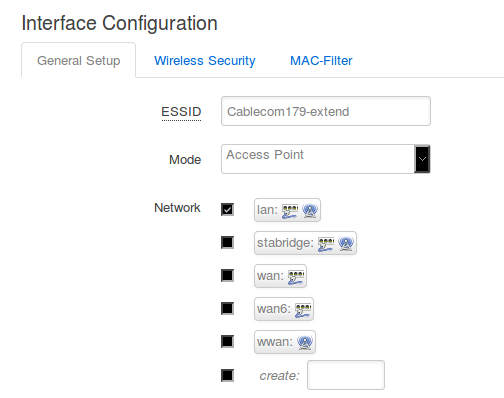 Interface Configuration
General Setup Wireless Security MAC-Filter
ESSID Cablecom179-extend
Mode Access Point
Network lan:
stabridge:
wan:
wan6:
wwan:
create: